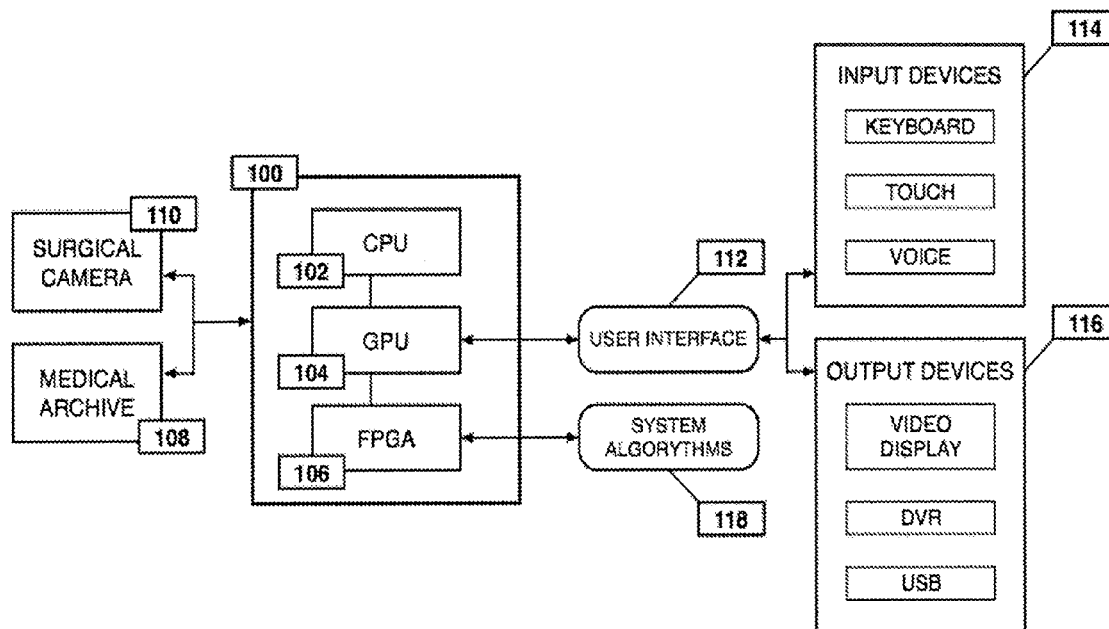 114
INPUT DEVICES
KEYBOARD
TOUCH
VOICE
100
110
SURGICAL
CAMERA
CPU
102
112
GPU
USER INTERFACE
104
116
MEDICAL
ARCHIVE
108
FPGA
106
SYSTEM
ALGORYTHMS
118
OUTPUT DEVICES
VIDEO
DISPLAY
DVR
USB